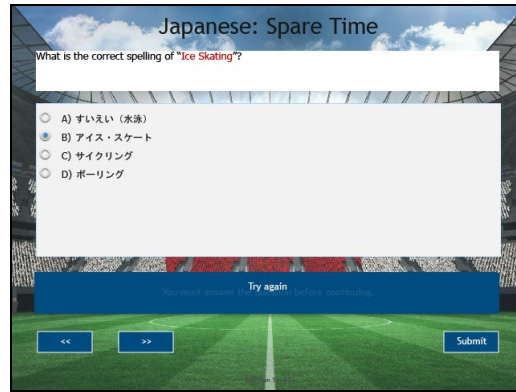 Japanese: Spare Time
What is the correct spelling of "Ice Skating"?
A) すいえい（水泳）
B) アイス・スケート
C) サイクリング
D) ボーリング
Try again
You must answer the question before continuing.
<<
>>
Submit